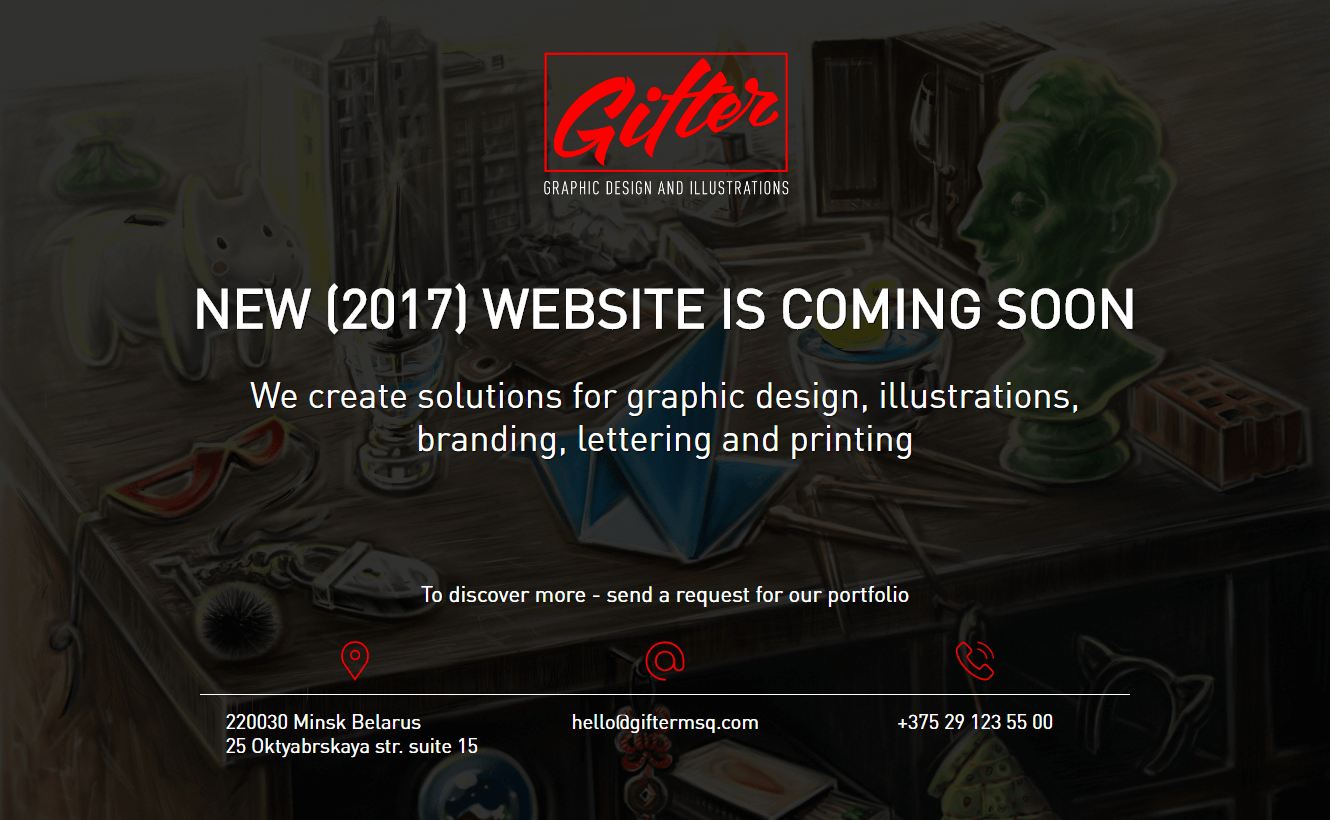 Gifter
GRAPHIC DESIGN AND ILLUSTRATIONS
NEW (2017) WEBSITE IS COMING SOON
We create solutions for graphic design, illustrations,
branding, lettering and printing
To discover more - send a request for our portfolio
220030 Minsk Belarus
25 Oktyabrskaya str. suite 15
hello@giftermsq.com
+375 29 123 55 00